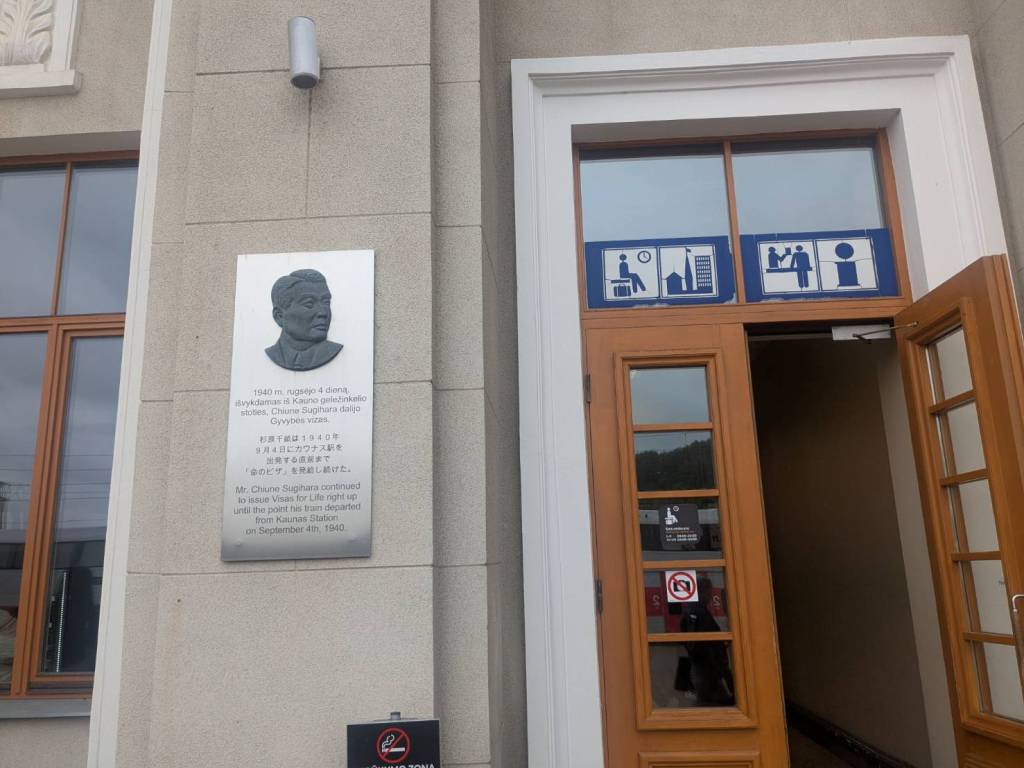 1940 m. rugsėjo 4 dieną,
išvykdamas iš Kauno geležinkelio
stoties, Chiune Sugihara dalijo
Gyvybės vizas.
杉原千畝は１９４０年
９月４日にカウナス駅を
出発する直前まで
「命のビザ」を発給し続けた。
Mr. Chiune Sugihara continued
to issue Visas for Life right up
until the point his train departed
from Kaunas Station
on September 4th, 1940.
i